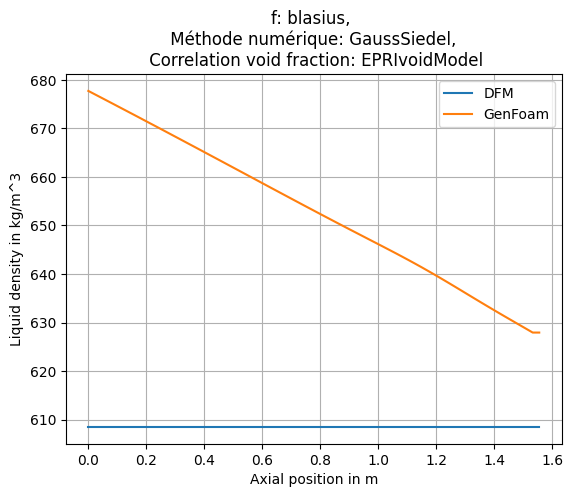 f: blasius,
Méthode numérique: GaussSiedel,
Correlation void fraction: EPRIvoidModel
680
670
660
650
640
630
620
610
Liquid density in kg/m^3
DFM
GenFoam
0.0 0.2 0.4 0.6 0.8 1.0 1.2 1.4 1.6
Axial position in m